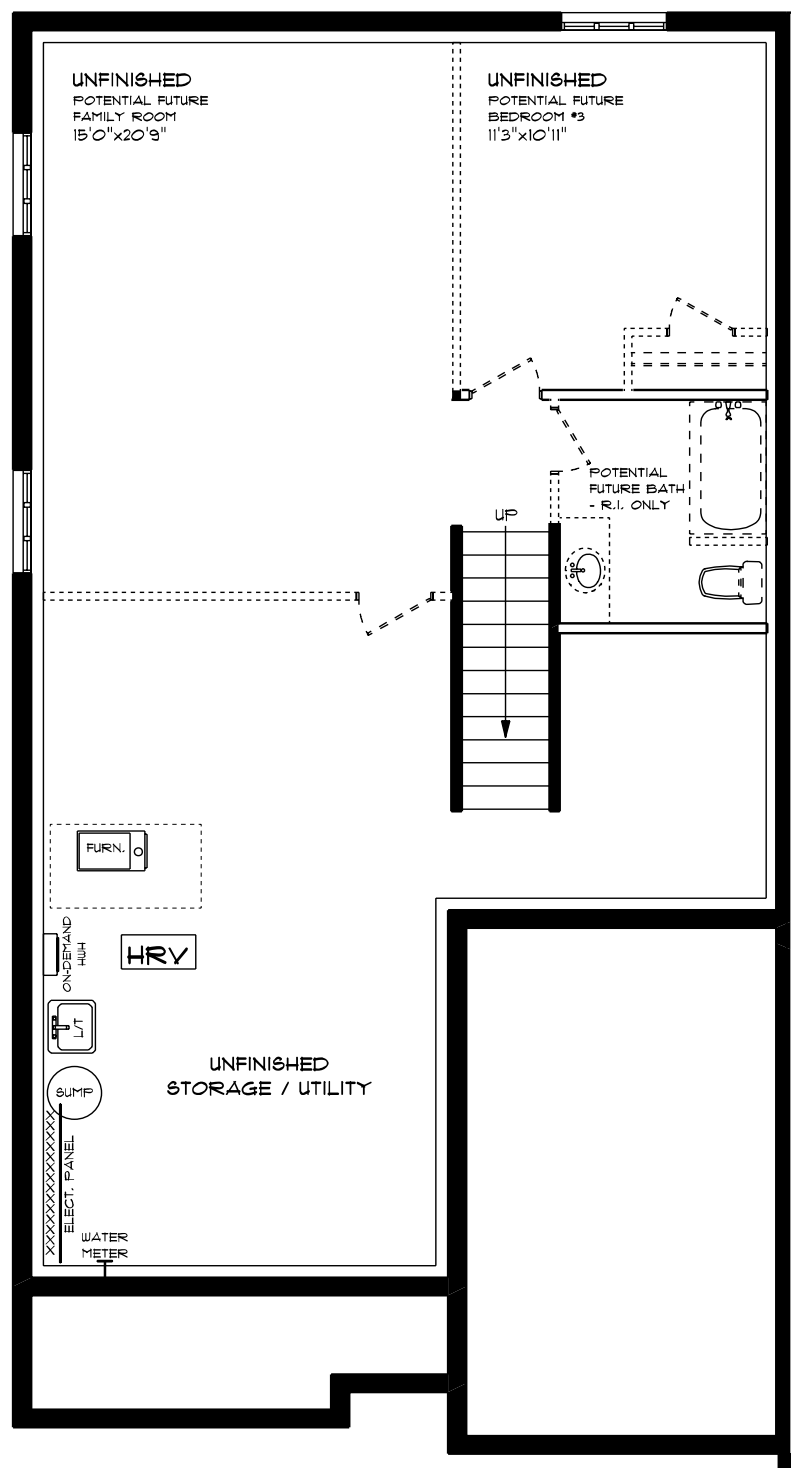 UNFINISHED
POTENTIAL FUTURE
FAMILY ROOM
15'0"x20'9"
UNFINISHED
POTENTIAL FUTURE
BEDROOM #3
11'3"x10'11"
POTENTIAL
FUTURE BATH
- R.I. ONLY
UP
FURN.
ON-DEMAND
HWH
HRV
L/T
UNFINISHED
STORAGE / UTILITY
SUMP
ELECT. PANEL
WATER
METER